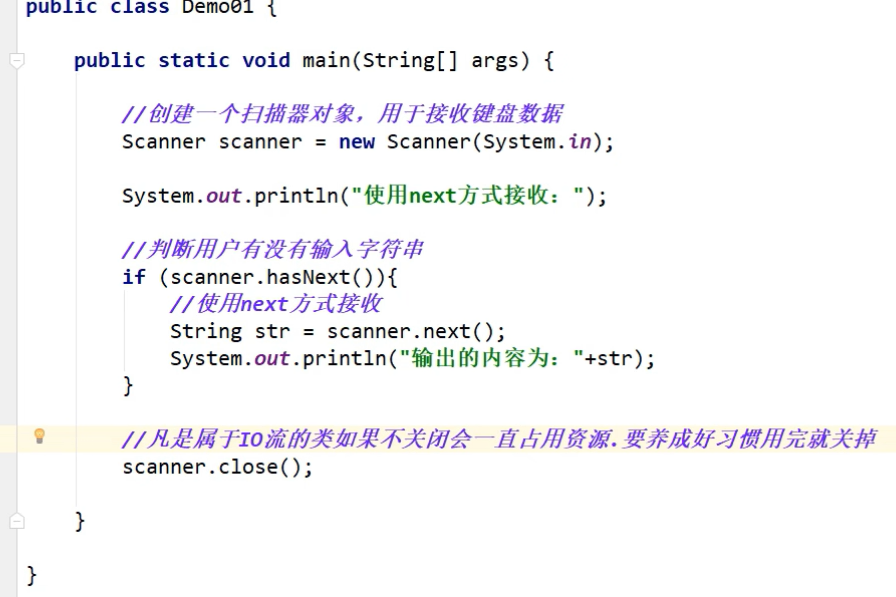 public class Demo01 {
public static void main(String[] args) {
//创建一个扫描器对象，用于接收键盘数据
Scanner scanner = new Scanner(System.in);
System.out.println("使用next方式接收：");
//判断用户有没有输入字符串
if (scanner.hasNext()){
//使用next方式接收
String str = scanner.next();
System.out.println("输出的内容为："+str);
}
//凡是属于IO流的类如果不关闭会一直占用资源.要养成好习惯用完就关掉
scanner.close();
}
}